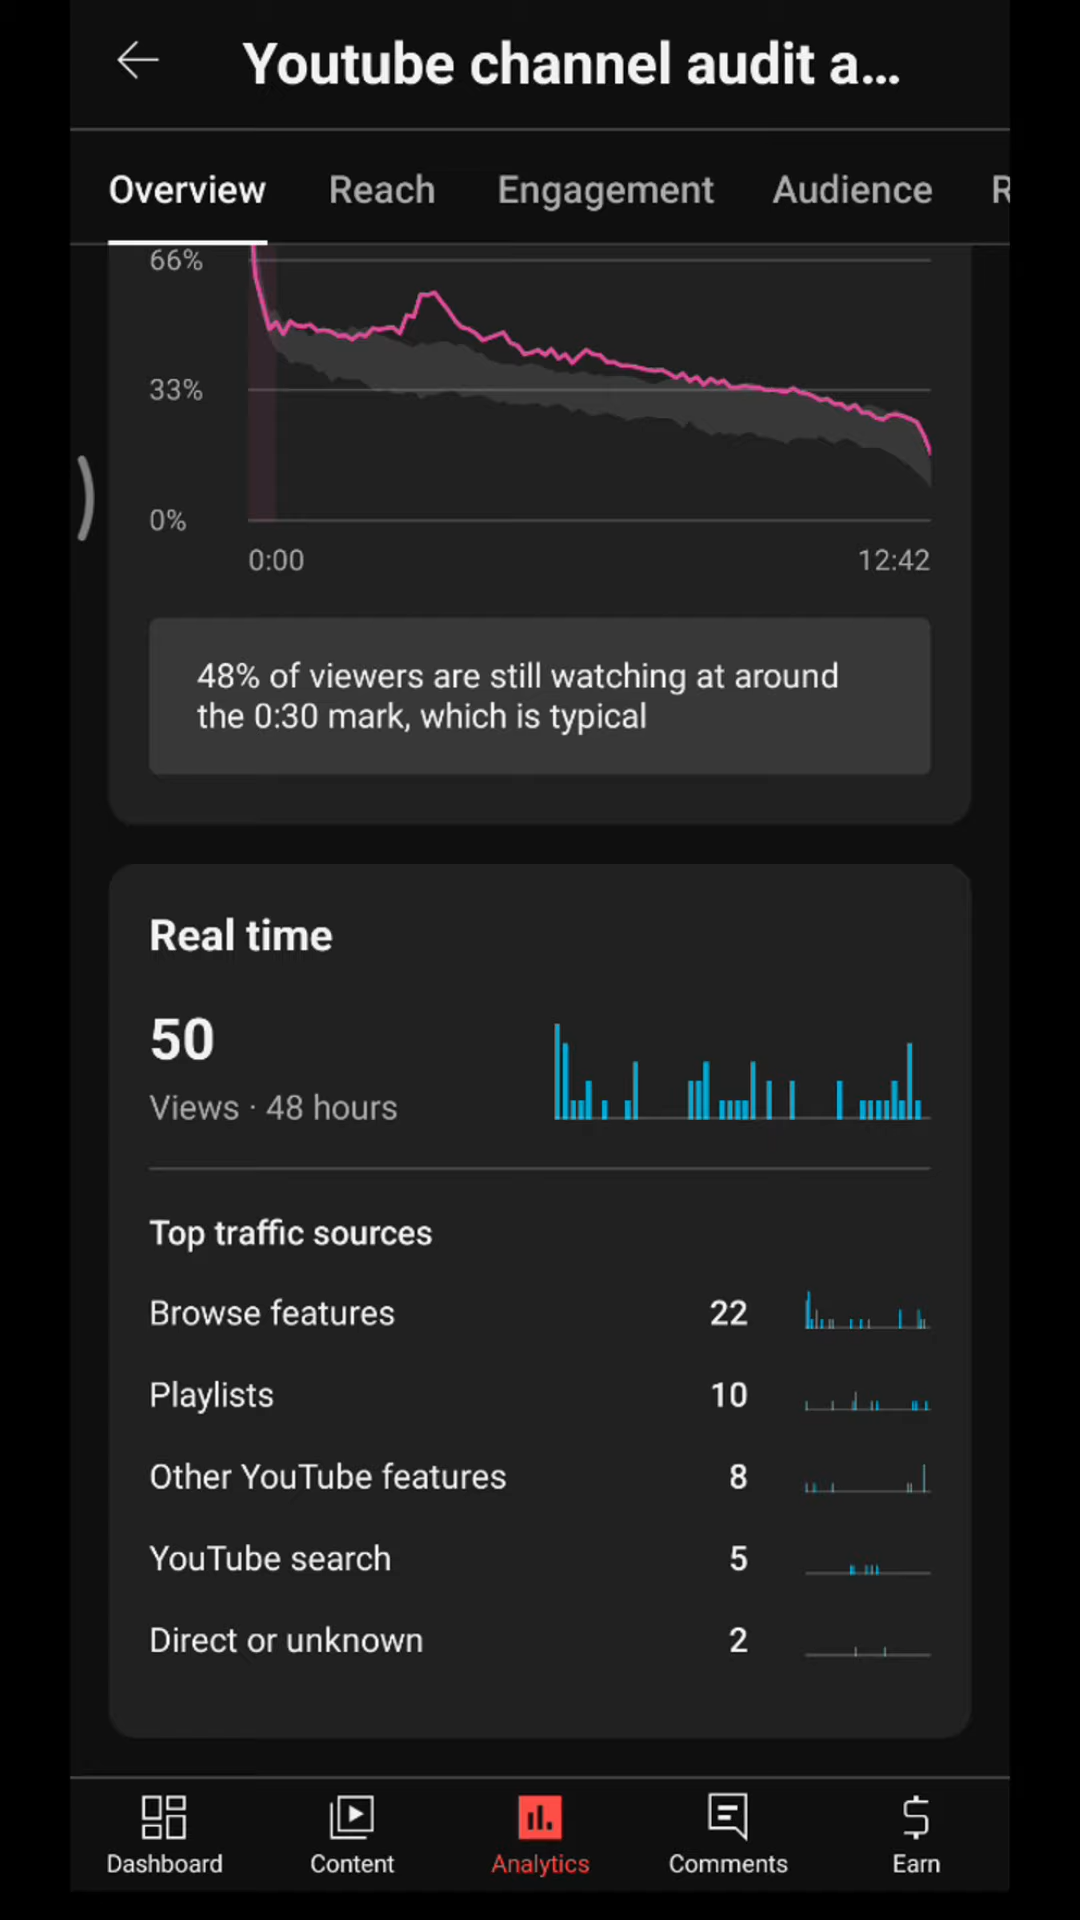 Youtube channel audit a...
Overview Reach Engagement Audience R
66%
33%
0%
0:00 12:42
48% of viewers are still watching at around
the 0:30 mark, which is typical
Real time
50
Views · 48 hours
Top traffic sources
Browse features 22
Playlists 10
Other YouTube features 8
YouTube search 5
Direct or unknown 2
Dashboard Content Analytics Comments Earn